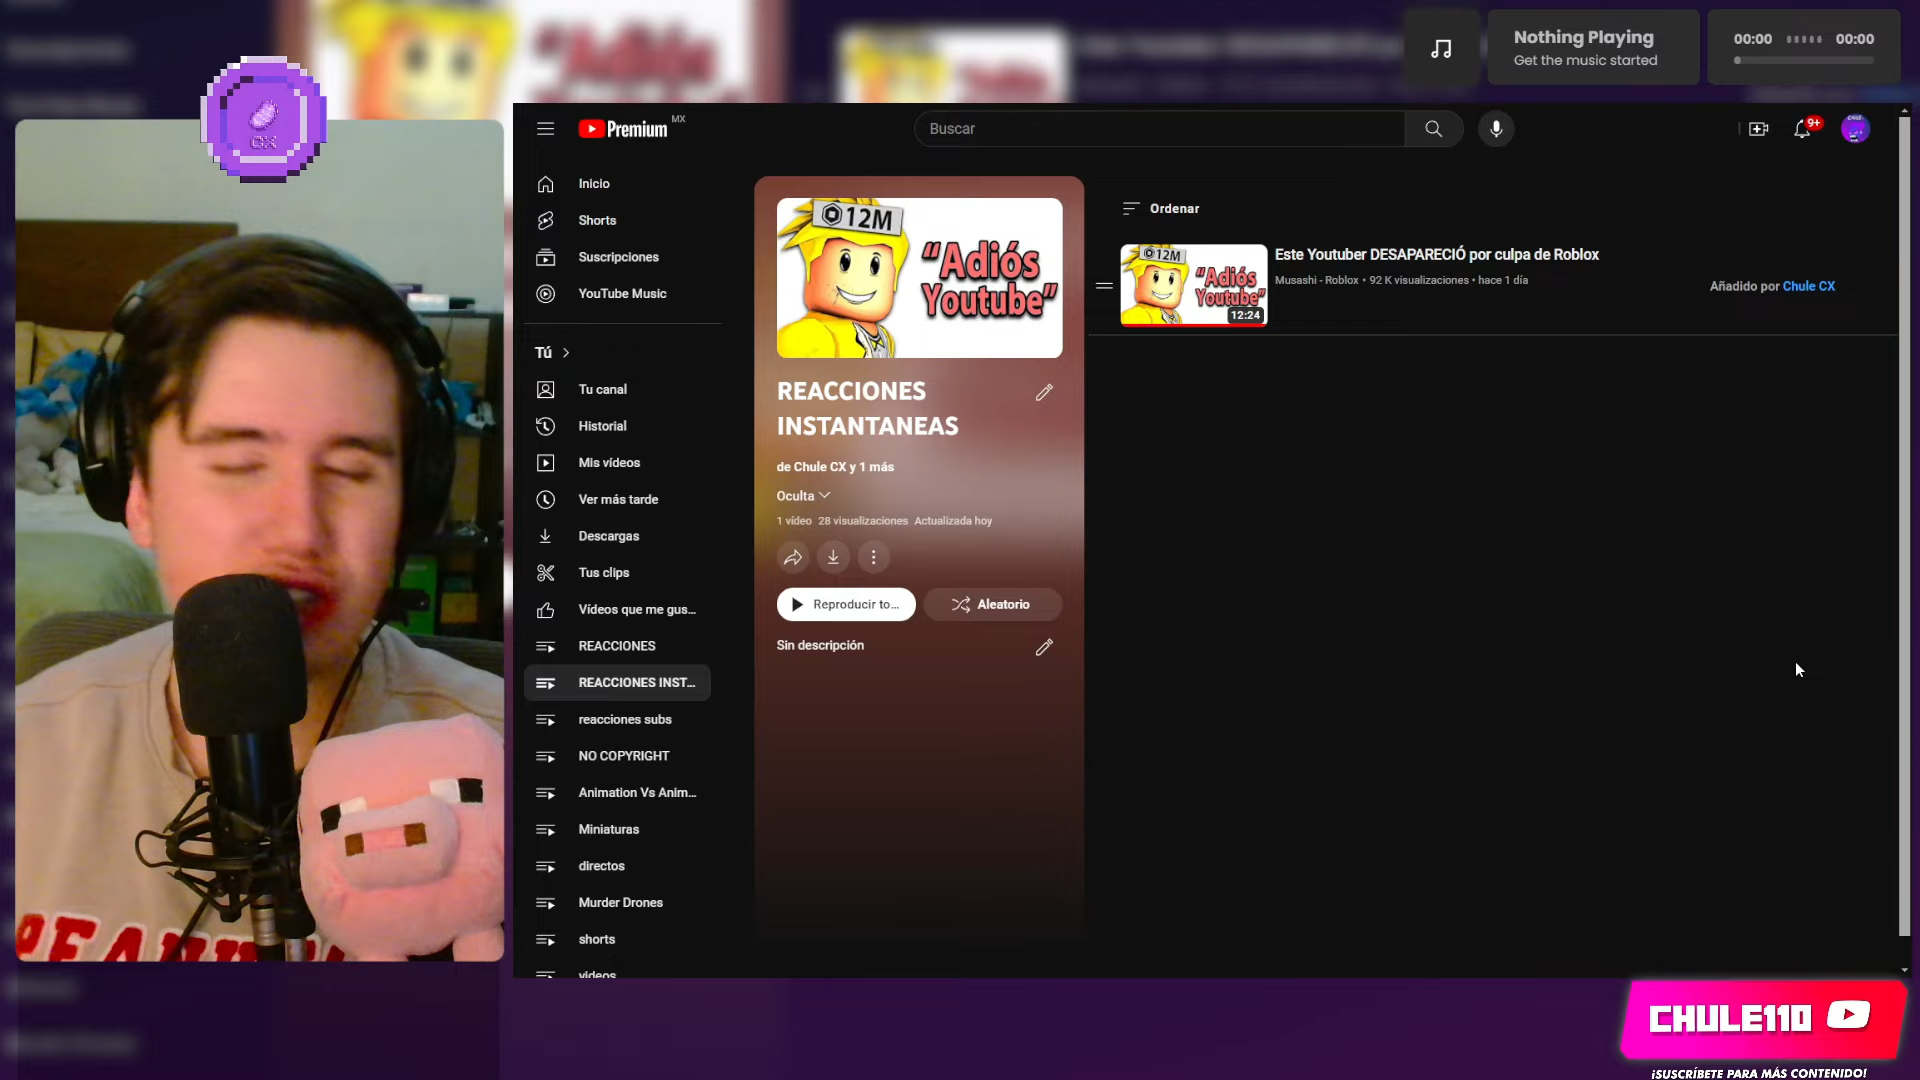 Nothing Playing
Get the music started
00:00
00:00
CX
Premium MX
Buscar
9+
Inicio
Shorts
Suscripciones
YouTube Music
Tú
Tu canal
Historial
Mis vídeos
Ver más tarde
Descargas
Tus clips
Vídeos que me gus...
REACCIONES
REACCIONES INST...
reacciones subs
NO COPYRIGHT
Animation Vs Anim...
Miniaturas
directos
Murder Drones
shorts
videos
12M
"Adiós
Youtube"
REACCIONES
INSTANTANEAS
de Chule CX y 1 más
Oculta
1 vídeo 28 visualizaciones Actualizada hoy
Reproducir to...
Aleatorio
Sin descripción
Ordenar
12M
"Adiós
Youtube"
12:24
Este Youtuber DESAPARECIÓ por culpa de Roblox
Musashi - Roblox • 92 K visualizaciones • hace 1 día
Añadido por Chule CX
CHULE110
¡SUSCRÍBETE PARA MÁS CONTENIDO!